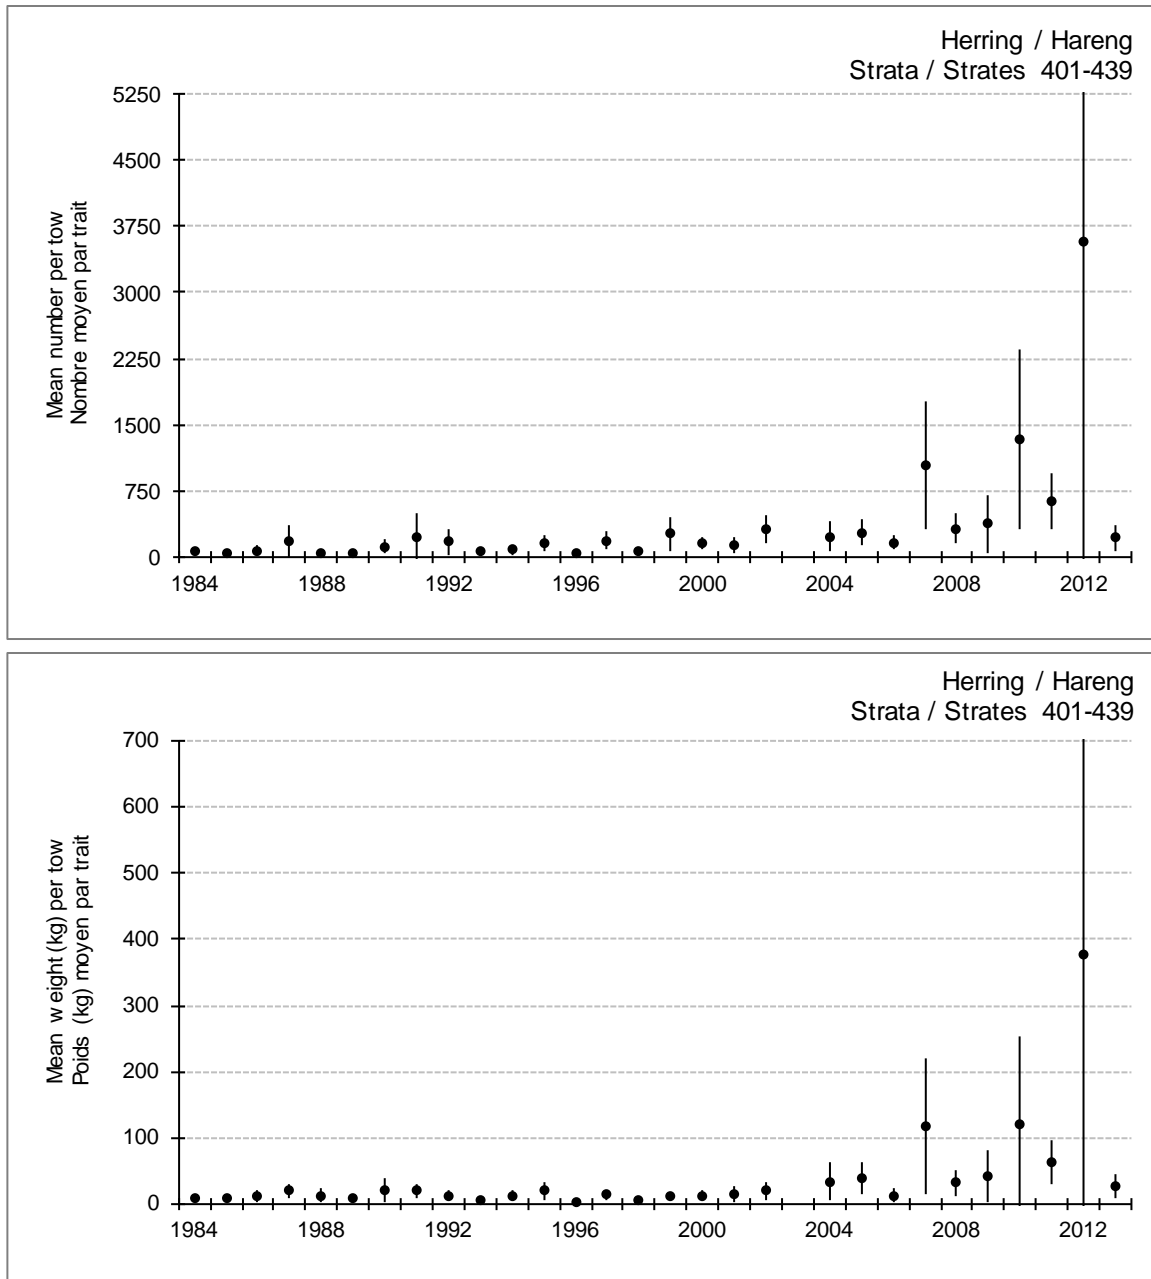 Herring / Hareng
Strata / Strates 401-439
5250
4500
3750
3000
2250
1500
750
0
Mean number per tow
Nombre moyen par trait
1984 1988 1992 1996 2000 2004 2008 2012
Herring / Hareng
Strata / Strates 401-439
700
600
500
400
300
200
100
0
Mean weight (kg) per tow
Poids (kg) moyen par trait
1984 1988 1992 1996 2000 2004 2008 2012